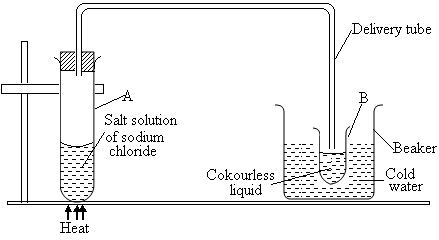 Delivery tube
A
B
Salt solution
of sodium
chloride
Beaker
Cokourless
liquid
Cold
water
Heat